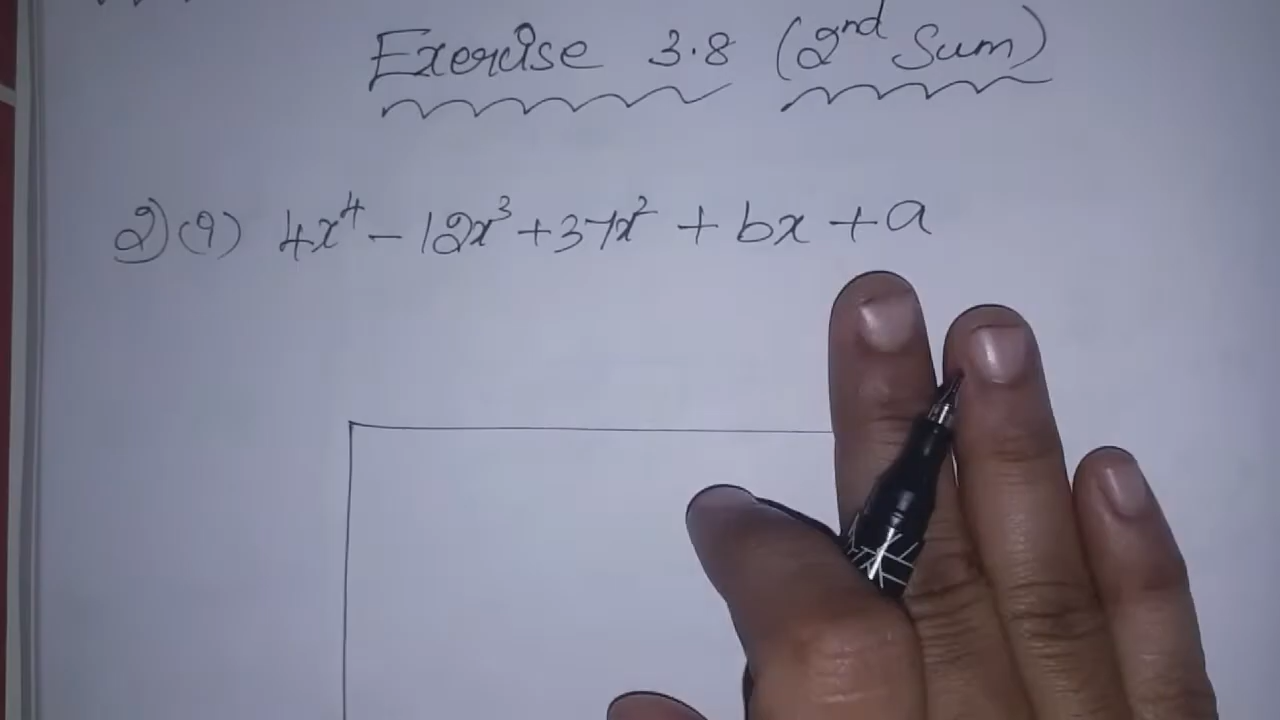 Exercise 3.8 (2nd Sum)
2) (i) 4x⁴ - 12x³ + 37x² + bx + a